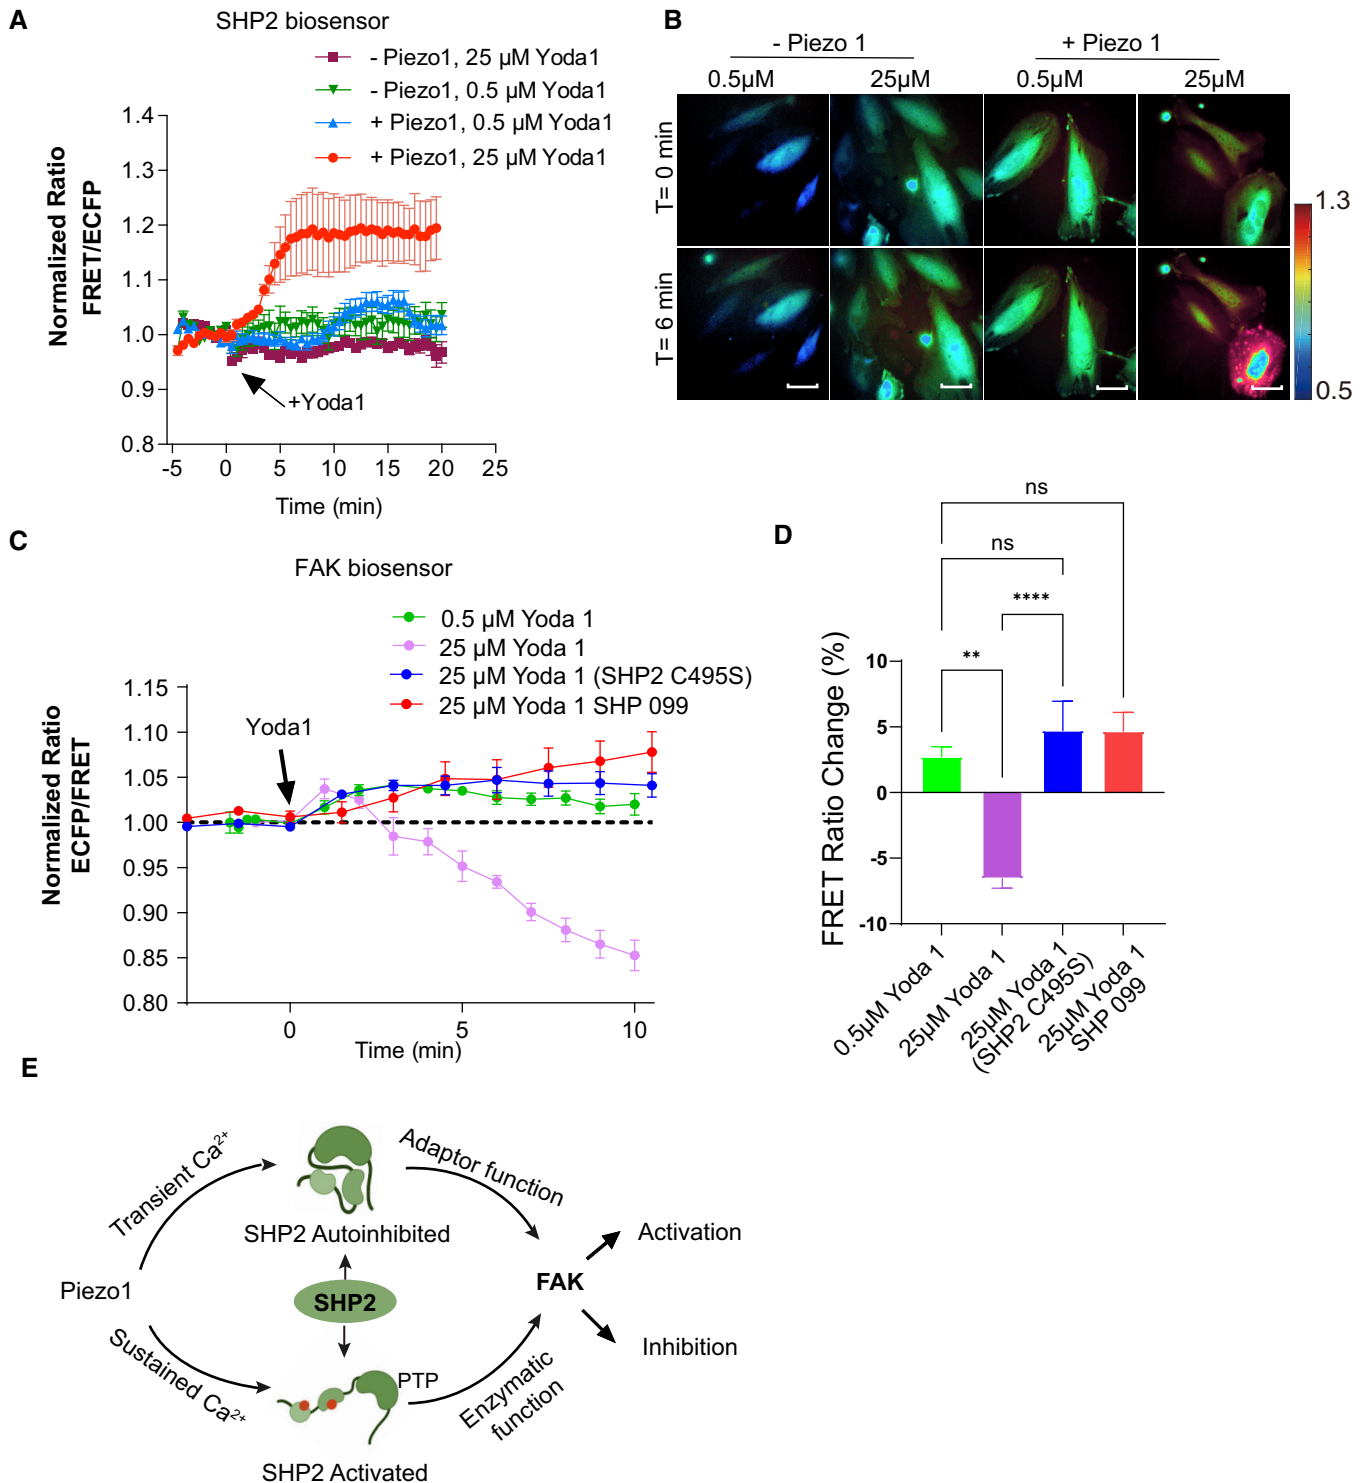 A
SHP2 biosensor
- Piezo1, 25 µM Yoda1
- Piezo1, 0.5 µM Yoda1
+ Piezo1, 0.5 µM Yoda1
+ Piezo1, 25 µM Yoda1
Normalized Ratio
FRET/ECFP
1.4
1.3
1.2
1.1
1.0
0.9
0.8
+Yoda1
-5 0 5 10 15 20 25
Time (min)
B
- Piezo 1 + Piezo 1
0.5µM 25µM 0.5µM 25µM
T= 0 min
T= 6 min
1.3
0.5
C
FAK biosensor
0.5 µM Yoda 1
25 µM Yoda 1
25 µM Yoda 1 (SHP2 C495S)
25 µM Yoda 1 SHP 099
Normalized Ratio
ECFP/FRET
1.15
1.10
1.05
1.00
0.95
0.90
0.85
0.80
Yoda1
0 5 10
Time (min)
D
ns
ns
****
**
FRET Ratio Change (%)
10
5
0
-5
-10
0.5µM Yoda 1
25µM Yoda 1
25µM Yoda 1
(SHP2 C495S)
25µM Yoda 1
SHP 099
E
Transient Ca²⁺
Adaptor function
SHP2 Autoinhibited
Activation
Piezo1
SHP2
FAK
Inhibition
Sustained Ca²⁺
PTP
Enzymatic
function
SHP2 Activated